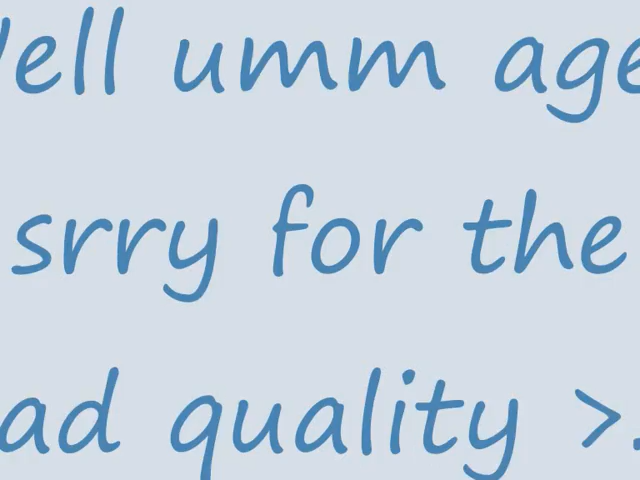 ell umm age
srry for the
ad quality >.